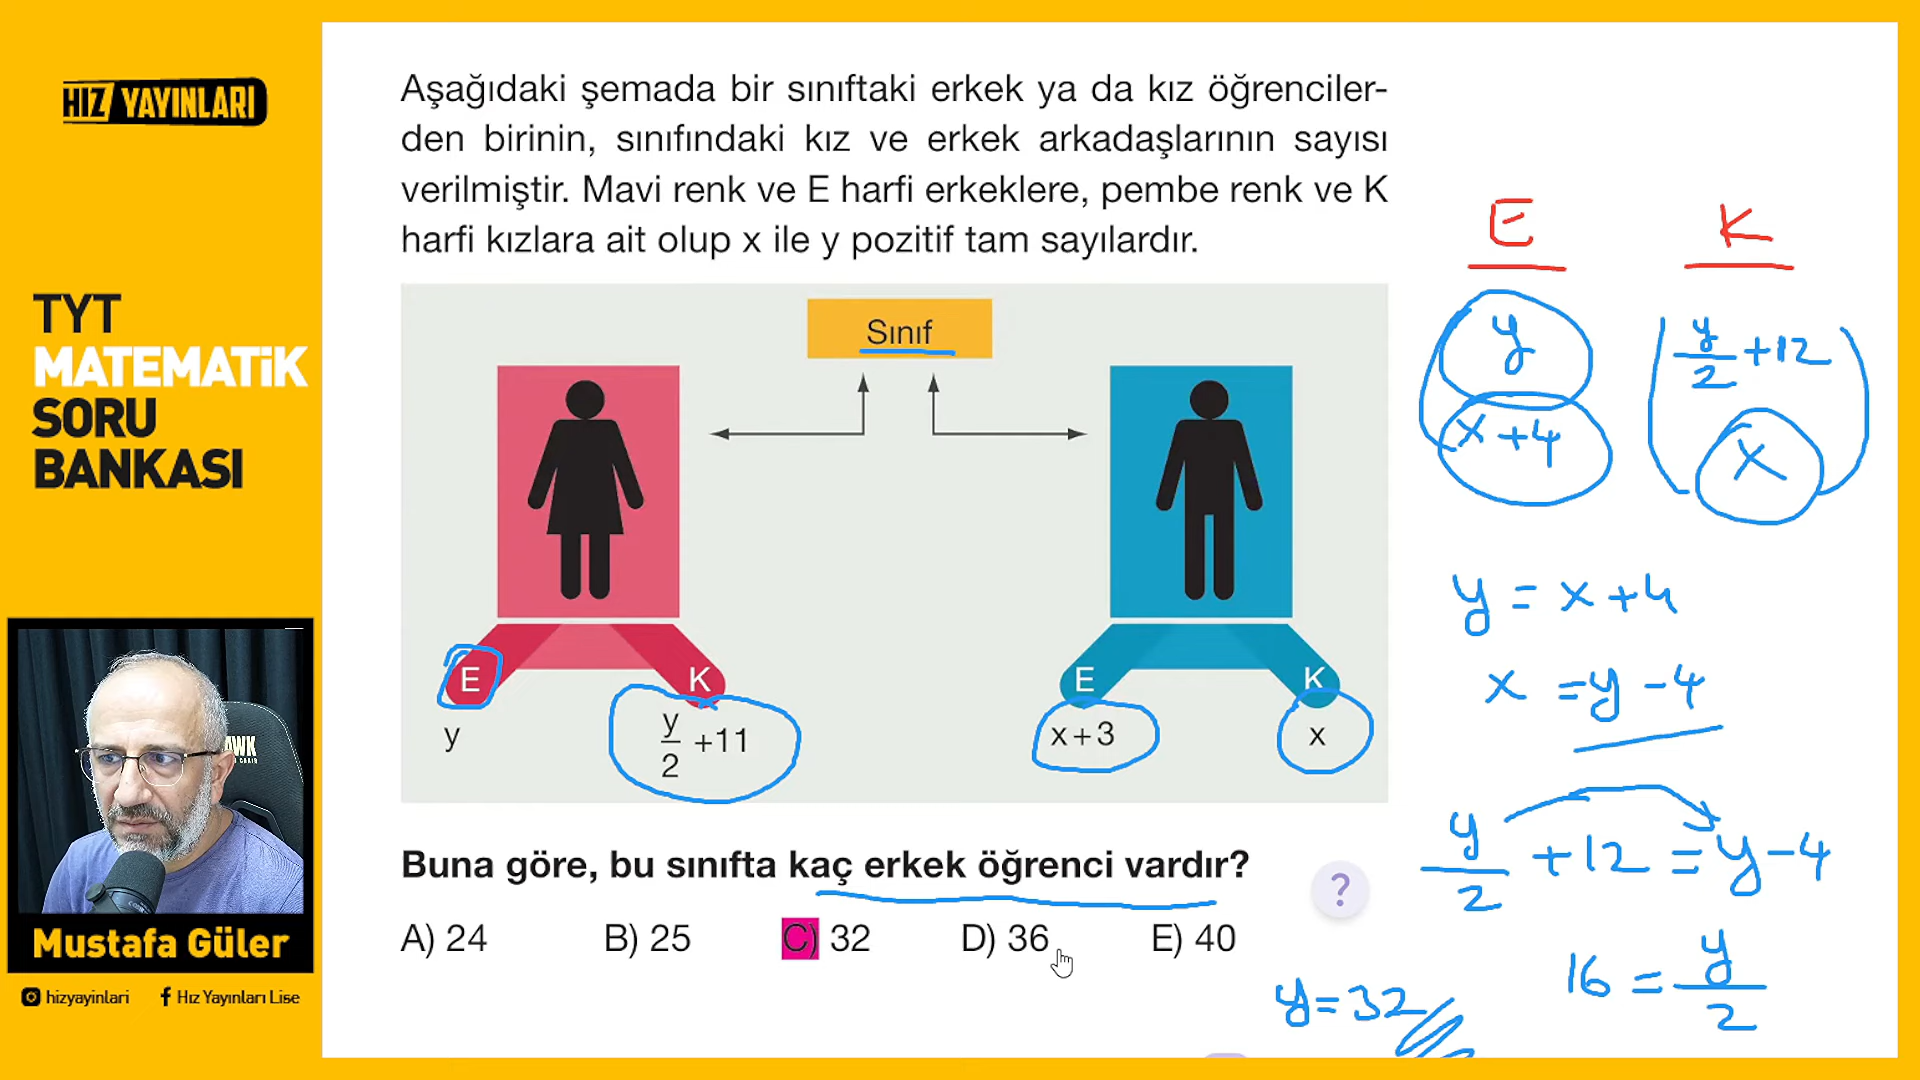 HIZ YAYINLARI
TYT
MATEMATİK
SORU
BANKASI
AWK
Mustafa Güler
hizyayinlari
Hız Yayınları Lise
Aşağıdaki şemada bir sınıftaki erkek ya da kız öğrenciler-
den birinin, sınıfındaki kız ve erkek arkadaşlarının sayısı
verilmiştir. Mavi renk ve E harfi erkeklere, pembe renk ve K
harfi kızlara ait olup x ile y pozitif tam sayılardır.
Sınıf
E K E K
y y/2 +11 x+3 x
Buna göre, bu sınıfta kaç erkek öğrenci vardır?
?
A) 24 B) 25 C) 32 D) 36 E) 40
E K
y y/2 +12
x+4 x
y = x+4
x = y-4
y/2 +12 = y-4
16 = y/2
y=32